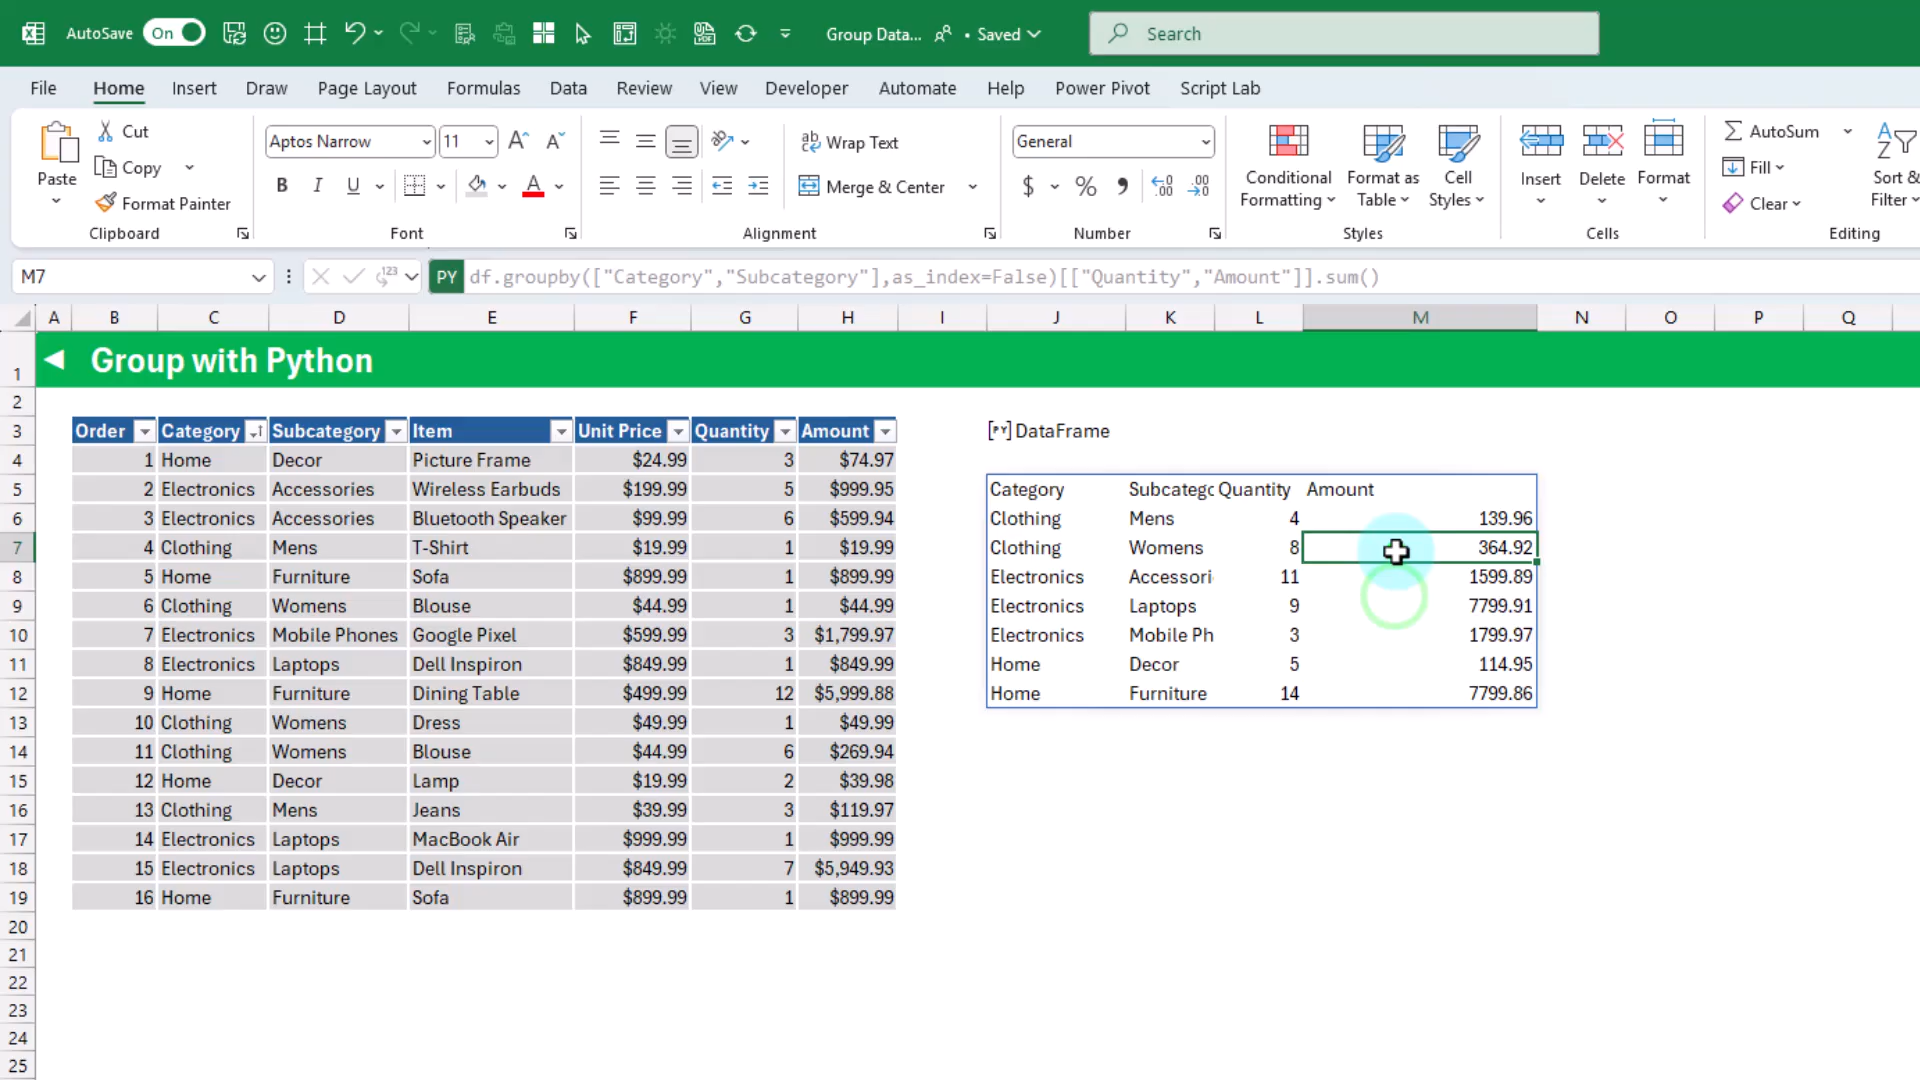 AutoSave On Group Data... • Saved Search
File Home Insert Draw Page Layout Formulas Data Review View Developer Automate Help Power Pivot Script Lab
Paste
Cut
Copy
Format Painter
Clipboard
Aptos Narrow 11
B I U A
Font
Wrap Text
Merge & Center
Alignment
General
$ % , .00 .00
Number
Conditional Formatting
Format as Table
Cell Styles
Styles
Insert Delete Format
Cells
AutoSum
Fill
Clear
Sort &
Filter
Editing
M7 PY df.groupby(["Category","Subcategory"],as_index=False)[["Quantity","Amount"]].sum()
A B C D E F G H I J K L M N O P Q
1 Group with Python
2
3 Order Category Subcategory Item Unit Price Quantity Amount [PY] DataFrame
4 1 Home Decor Picture Frame $24.99 3 $74.97
5 2 Electronics Accessories Wireless Earbuds $199.99 5 $999.95 Category Subcatego Quantity Amount
6 3 Electronics Accessories Bluetooth Speaker $99.99 6 $599.94 Clothing Mens 4 139.96
7 4 Clothing Mens T-Shirt $19.99 1 $19.99 Clothing Womens 8 364.92
8 5 Home Furniture Sofa $899.99 1 $899.99 Electronics Accessori 11 1599.89
9 6 Clothing Womens Blouse $44.99 1 $44.99 Electronics Laptops 9 7799.91
10 7 Electronics Mobile Phones Google Pixel $599.99 3 $1,799.97 Electronics Mobile Ph 3 1799.97
11 8 Electronics Laptops Dell Inspiron $849.99 1 $849.99 Home Decor 5 114.95
12 9 Home Furniture Dining Table $499.99 12 $5,999.88 Home Furniture 14 7799.86
13 10 Clothing Womens Dress $49.99 1 $49.99
14 11 Clothing Womens Blouse $44.99 6 $269.94
15 12 Home Decor Lamp $19.99 2 $39.98
16 13 Clothing Mens Jeans $39.99 3 $119.97
17 14 Electronics Laptops MacBook Air $999.99 1 $999.99
18 15 Electronics Laptops Dell Inspiron $849.99 7 $5,949.93
19 16 Home Furniture Sofa $899.99 1 $899.99
20
21
22
23
24
25